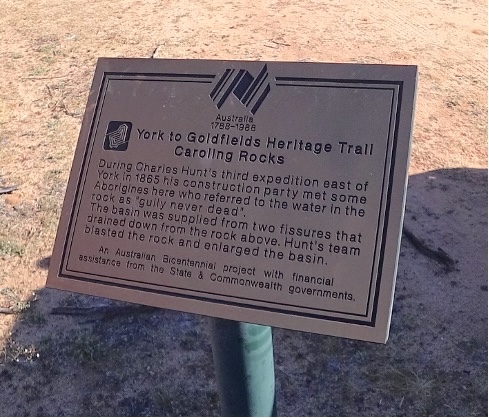 Australia
1788-1988
York to Goldfields Heritage Trail
Caroling Rocks
During Charles Hunt's third expedition east of
York in 1865 his construction party met some
Aborigines here who referred to the water in the
rock as "gully never dead".
The basin was supplied from two fissures that
drained down from the rock above. Hunt's team
blasted the rock and enlarged the basin.
An Australian Bicentennial project with financial
assistance from the State & Commonwealth governments.